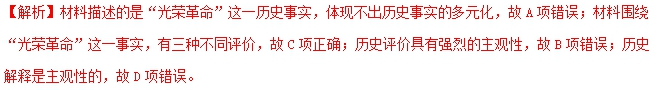 【解析】材料描述的是“光荣革命”这一历史事实，体现不出历史事实的多元化，故 A 项错误；材料围绕
“光荣革命”这一事实，有三种不同评价，故 C 项正确；历史评价具有强烈的主观性，故 B 项错误；历史
解释是主观性的，故 D 项错误。